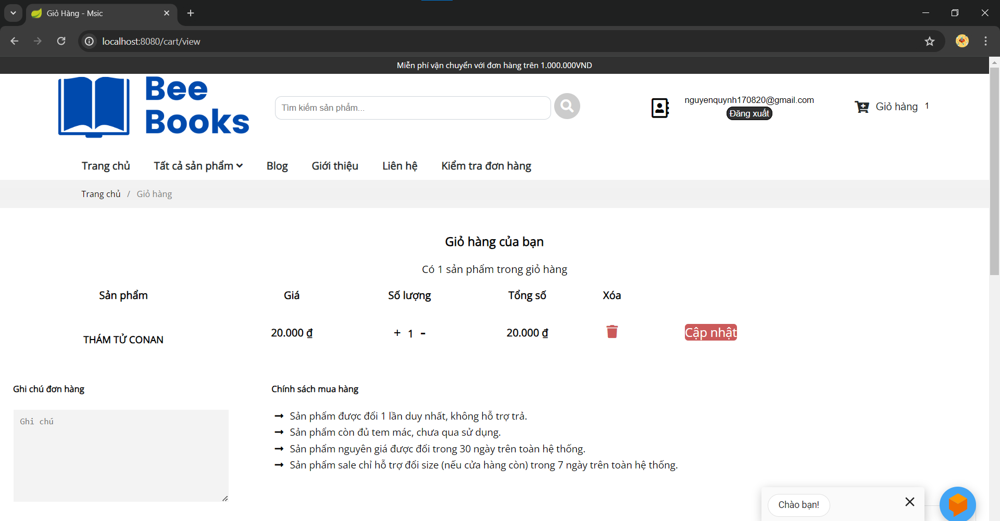 Giỏ Hàng - Msic
localhost:8080/cart/view
Miễn phí vận chuyển với đơn hàng trên 1.000.000VND
Bee
Books
Tìm kiếm sản phẩm...
nguyenquynh170820@gmail.com
Đăng xuất
Giỏ hàng 1
Trang chủ Tất cả sản phẩm Blog Giới thiệu Liên hệ Kiểm tra đơn hàng
Trang chủ / Giỏ hàng
Giỏ hàng của bạn
Có 1 sản phẩm trong giỏ hàng
Sản phẩm Giá Số lượng Tổng số Xóa
THÁM TỬ CONAN 20.000 ₫ + 1 - 20.000 ₫ Cập nhật
Ghi chú đơn hàng
Ghi chú
Chính sách mua hàng
Sản phẩm được đổi 1 lần duy nhất, không hỗ trợ trả.
Sản phẩm còn đủ tem mác, chưa qua sử dụng.
Sản phẩm nguyên giá được đổi trong 30 ngày trên toàn hệ thống.
Sản phẩm sale chỉ hỗ trợ đổi size (nếu cửa hàng còn) trong 7 ngày trên toàn hệ thống.
Chào bạn!